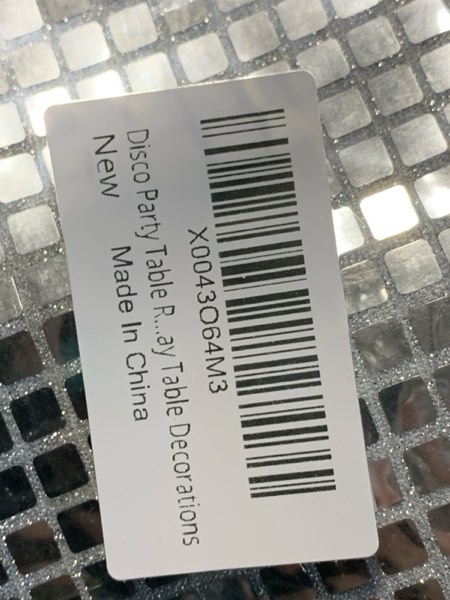 X0043O64M3
Disco Party Table R...ay Table Decorations
New Made In China